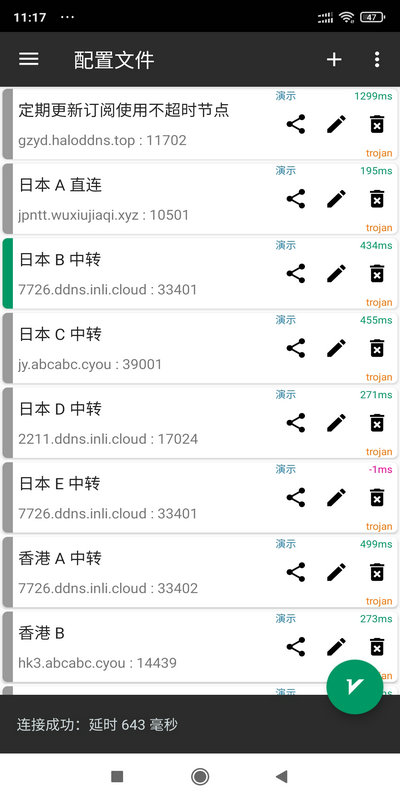 11:17 ...
47
配置文件
演示 1299ms
定期更新订阅使用不超时节点
gzyd.haloddns.top : 11702
trojan
演示 195ms
日本 A 直连
jpntt.wuxiujiaqi.xyz : 10501
trojan
演示 434ms
日本 B 中转
7726.ddns.inli.cloud : 33401
trojan
演示 455ms
日本 C 中转
jy.abcabc.cyou : 39001
trojan
演示 271ms
日本 D 中转
2211.ddns.inli.cloud : 17024
trojan
演示 -1ms
日本 E 中转
7726.ddns.inli.cloud : 33401
trojan
演示 499ms
香港 A 中转
7726.ddns.inli.cloud : 33402
trojan
演示 273ms
香港 B
hk3.abcabc.cyou : 14439
演示
连接成功：延时 643 毫秒